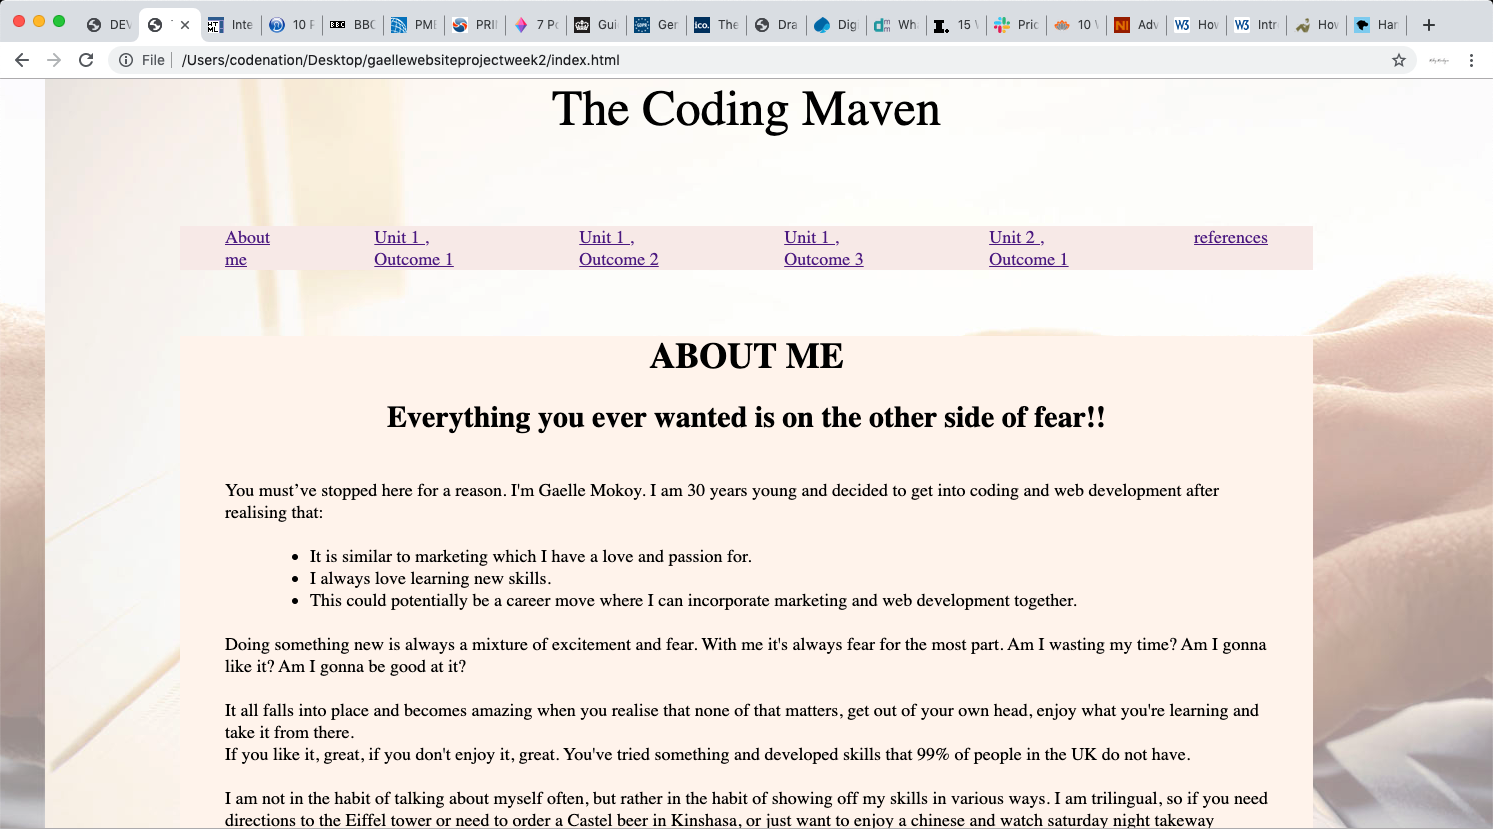 DEV
Inte
10 F
BBC
BBC
PME
PRIN
7 Po
Gui
Ger
ico.
The
Dra
Digi
dm
Wha
15 V
Pric
10 V
NI
Adv
W3
How
W3
Intr
How
Har
File /Users/codenation/Desktop/gaellewebsiteprojectweek2/index.html
The Coding Maven
About me
Unit 1 , Outcome 1
Unit 1 , Outcome 2
Unit 1 , Outcome 3
Unit 2 , Outcome 1
references
ABOUT ME
Everything you ever wanted is on the other side of fear!!
You must’ve stopped here for a reason. I'm Gaelle Mokoy. I am 30 years young and decided to get into coding and web development after
realising that:
It is similar to marketing which I have a love and passion for.
I always love learning new skills.
This could potentially be a career move where I can incorporate marketing and web development together.
Doing something new is always a mixture of excitement and fear. With me it's always fear for the most part. Am I wasting my time? Am I gonna
like it? Am I gonna be good at it?
It all falls into place and becomes amazing when you realise that none of that matters, get out of your own head, enjoy what you're learning and
take it from there.
If you like it, great, if you don't enjoy it, great. You've tried something and developed skills that 99% of people in the UK do not have.
I am not in the habit of talking about myself often, but rather in the habit of showing off my skills in various ways. I am trilingual, so if you need
directions to the Eiffel tower or need to order a Castel beer in Kinshasa, or just want to enjoy a chinese and watch saturday night takeway